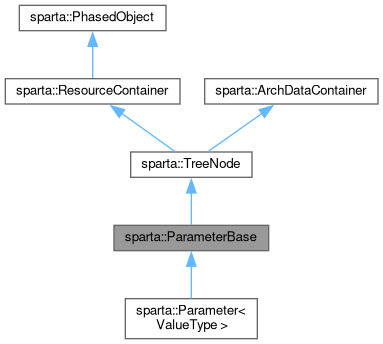 sparta::PhasedObject
sparta::ResourceContainer
sparta::ArchDataContainer
sparta::TreeNode
sparta::ParameterBase
sparta::Parameter<
ValueType >